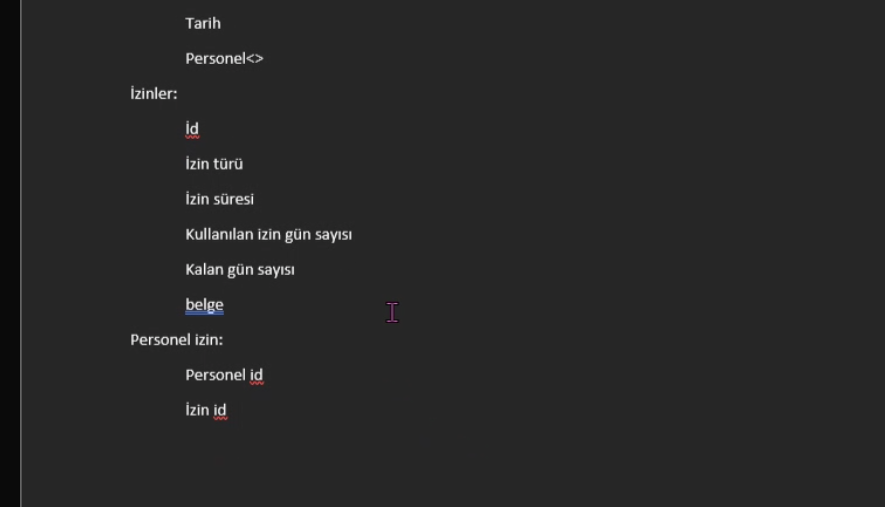 Tarih
Personel<>
İzinler:
İd
İzin türü
İzin süresi
Kullanılan izin gün sayısı
Kalan gün sayısı
belge
Personel izin:
Personel id
İzin id